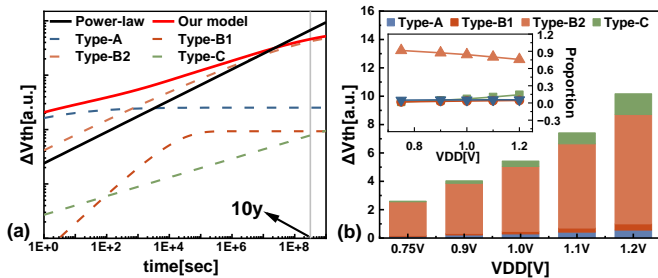 Power-law
Our model
Type-A
Type-B1
Type-B2
Type-C
ΔVth[a.u.]
(a)
10y
1E+0 1E+2 1E+4 1E+6 1E+8
time[sec]
Type-A Type-B1 Type-B2 Type-C
16
14
12
10
8
6
4
2
0
ΔVth[a.u.]
1.2
0.9
0.6
0.3
0.0
−0.3
Proportion
0.8 1.0 1.2
VDD[V]
(b)
0.75V 0.9V 1.0V 1.1V 1.2V
VDD[V]